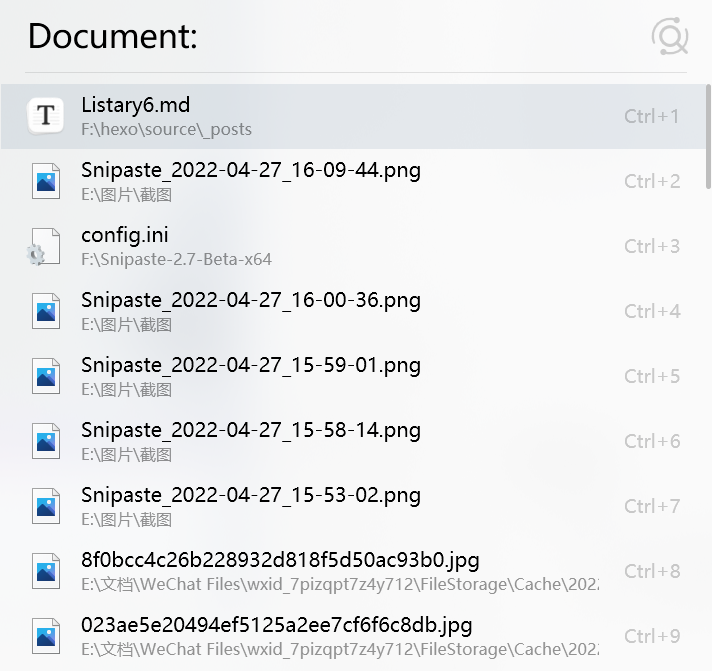 Document:
Listary6.md
F:\hexo\source\_posts
Ctrl+1
Snipaste_2022-04-27_16-09-44.png
E:\图片\截图
Ctrl+2
config.ini
F:\Snipaste-2.7-Beta-x64
Ctrl+3
Snipaste_2022-04-27_16-00-36.png
E:\图片\截图
Ctrl+4
Snipaste_2022-04-27_15-59-01.png
E:\图片\截图
Ctrl+5
Snipaste_2022-04-27_15-58-14.png
E:\图片\截图
Ctrl+6
Snipaste_2022-04-27_15-53-02.png
E:\图片\截图
Ctrl+7
8f0bcc4c26b228932d818f5d50ac93b0.jpg
E:\文档\WeChat Files\wxid_7pizqpt7z4y712\FileStorage\Cache\202
Ctrl+8
023ae5e20494ef5125a2ee7cf6f6c8db.jpg
E:\文档\WeChat Files\wxid_7pizqpt7z4y712\FileStorage\Cache\202
Ctrl+9